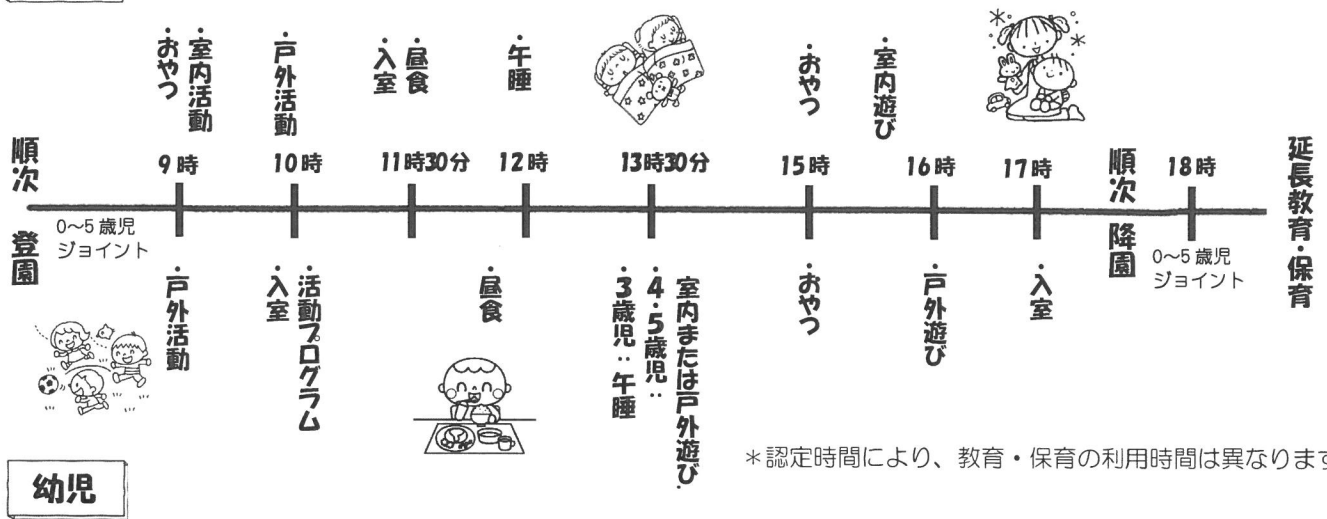 ・室内活動
・おやつ
・戸外活動
・昼食
・入室
・午睡
・おやつ
・室内遊び
順次
登園
9時
10時
11時30分
12時
13時30分
15時
16時
17時
順次
降園
18時
延長教育・保育
0～5歳児
ジョイント
0～5歳児
ジョイント
・戸外活動
・活動プログラム
・入室
・昼食
室内または戸外遊び
・4・5歳児：
・3歳児：午睡
・おやつ
・戸外遊び
・入室
＊認定時間により、教育・保育の利用時間は異なります
幼児